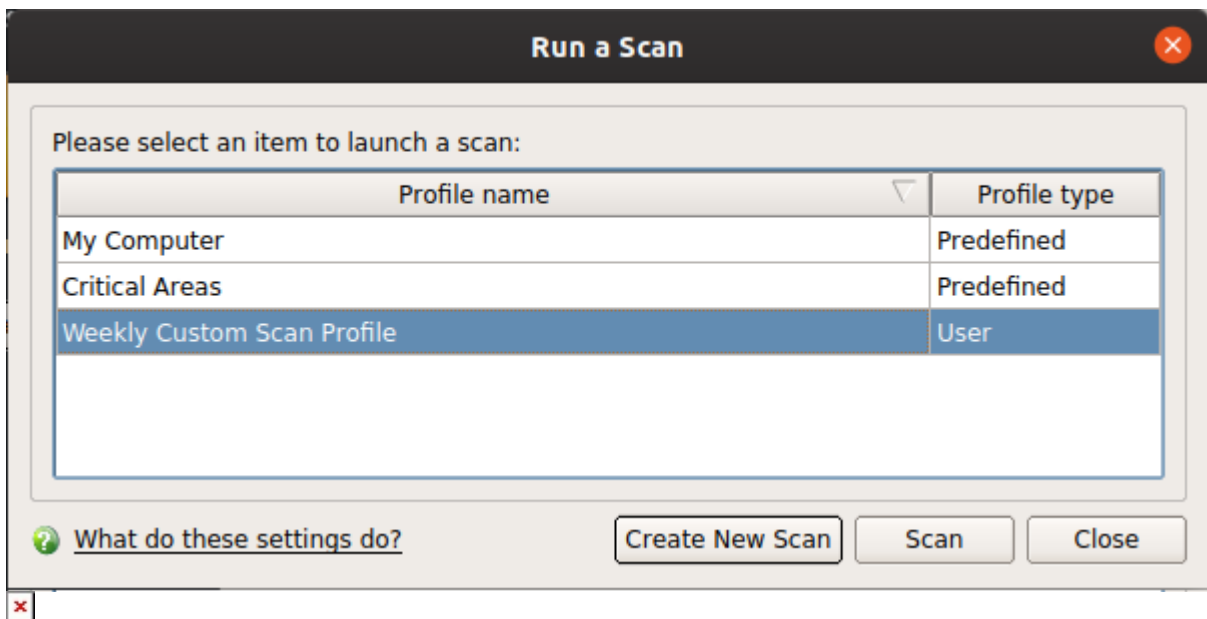 Run a Scan
Please select an item to launch a scan:
Profile name Profile type
My Computer Predefined
Critical Areas Predefined
Weekly Custom Scan Profile User
What do these settings do? Create New Scan Scan Close